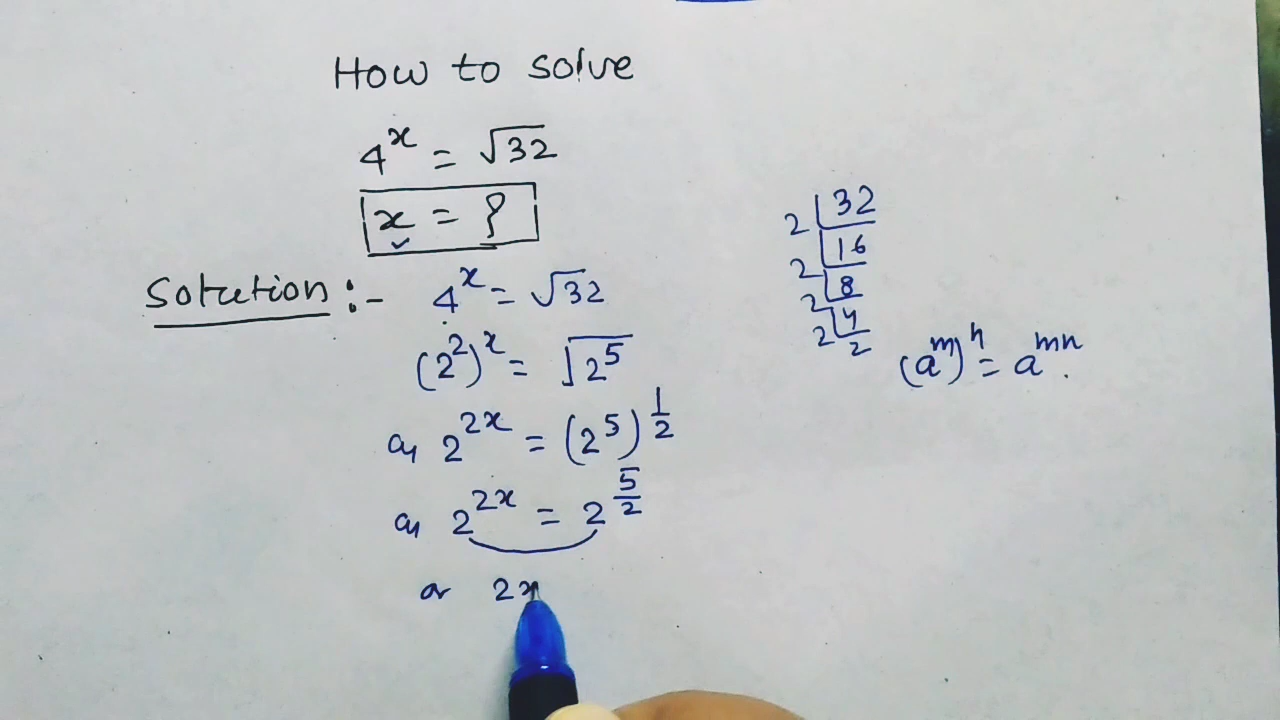 How to solve
4^x = √32
x = ?
Solution :- 4^x = √32
(2^2)^x = √2^5
or 2^2x = (2^5)^1/2
or 2^2x = 2^5/2
or 2x
2 32
2 16
2 8
2 4
2
(a^m)^n = a^mn.